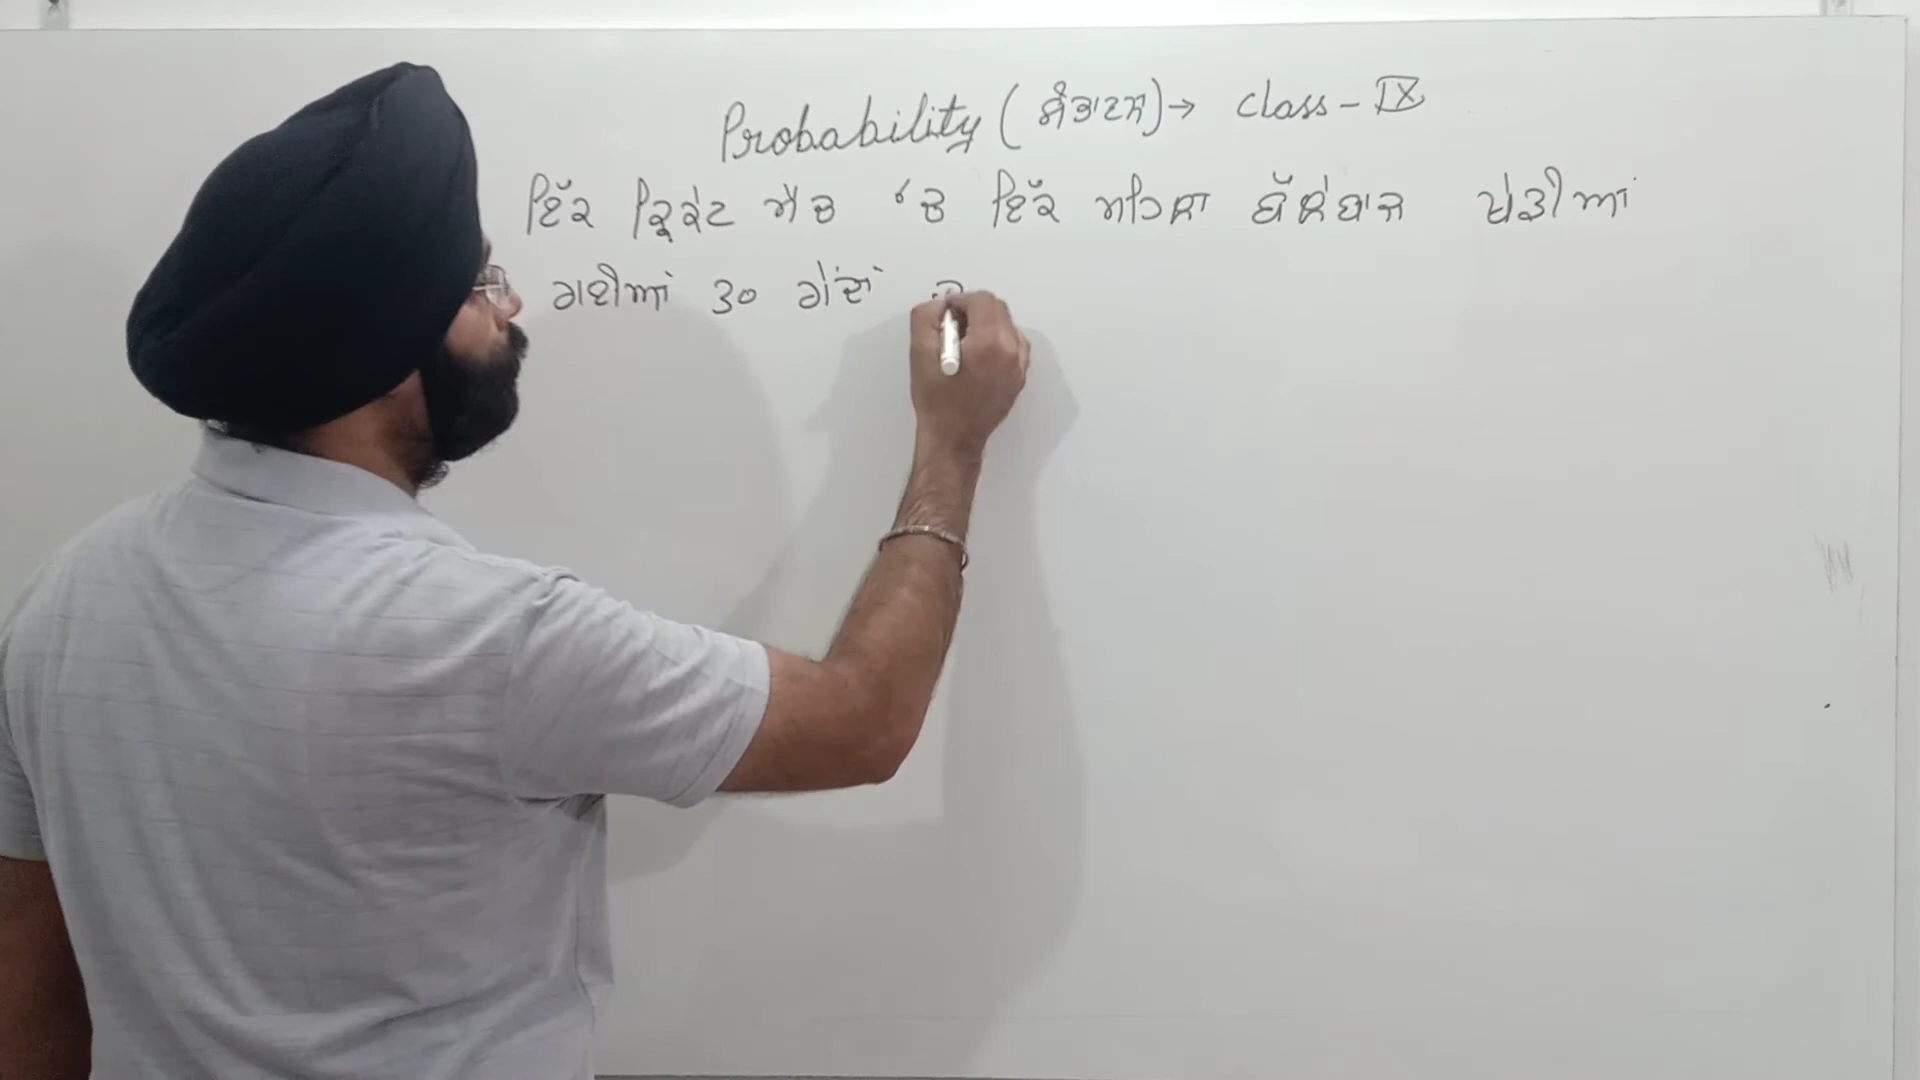 Probability (ਸੰਭਾਵਨਾ) → Class - IX
ਇੱਕ ਕ੍ਰਿਕੇਟ ਮੈਚ 'ਚ ਇੱਕ ਮਹਿਲਾ ਬੱਲੇਬਾਜ ਖੇਡੀਆਂ
ਗਈਆਂ 30 ਗੇਂਦਾਂ